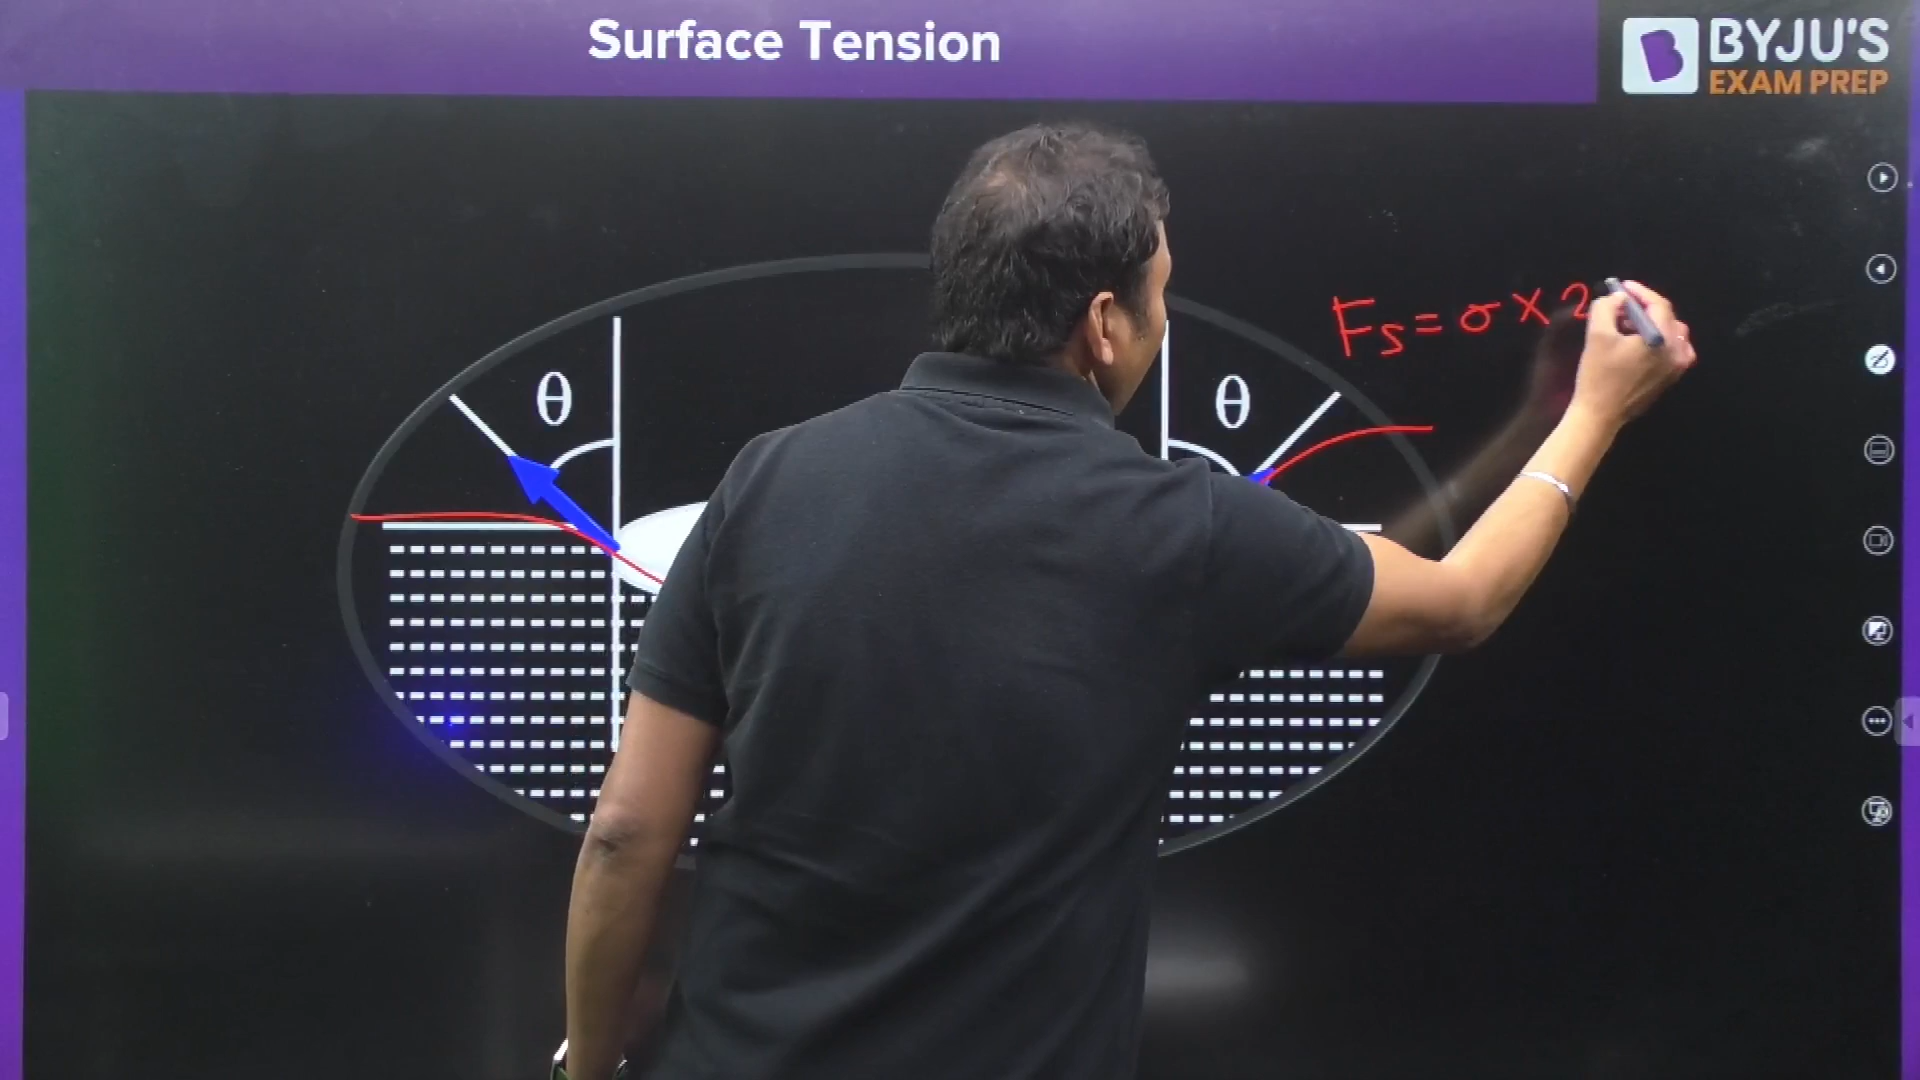 Surface Tension
BYJU'S
EXAM PREP
Fs = σ × 2
θ
θ